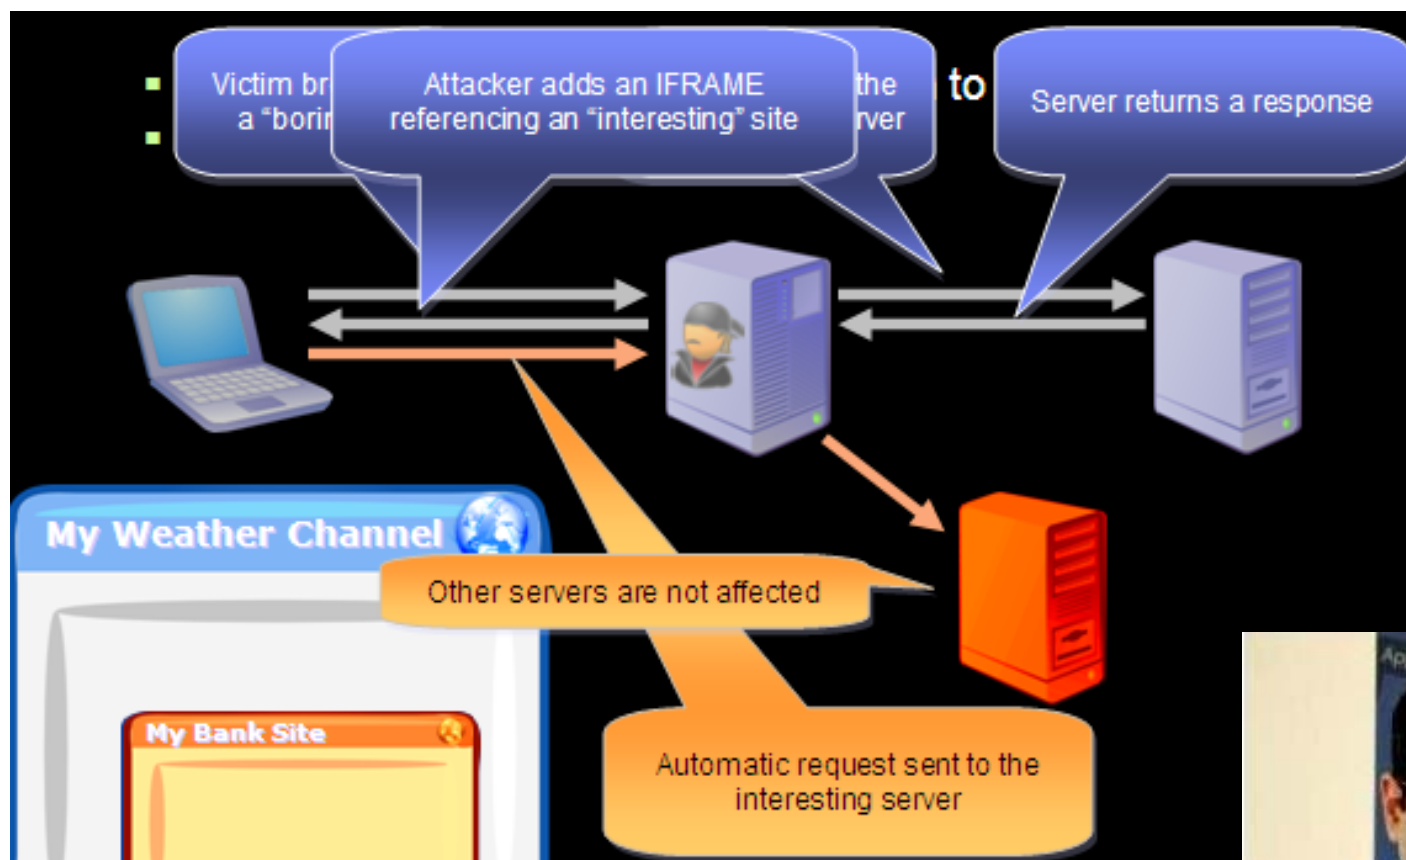 Victim br
a “borin
Attacker adds an IFRAME
referencing an “interesting” site
the
rver
to
Server returns a response
My Weather Channel
Other servers are not affected
My Bank Site
Automatic request sent to the
interesting server